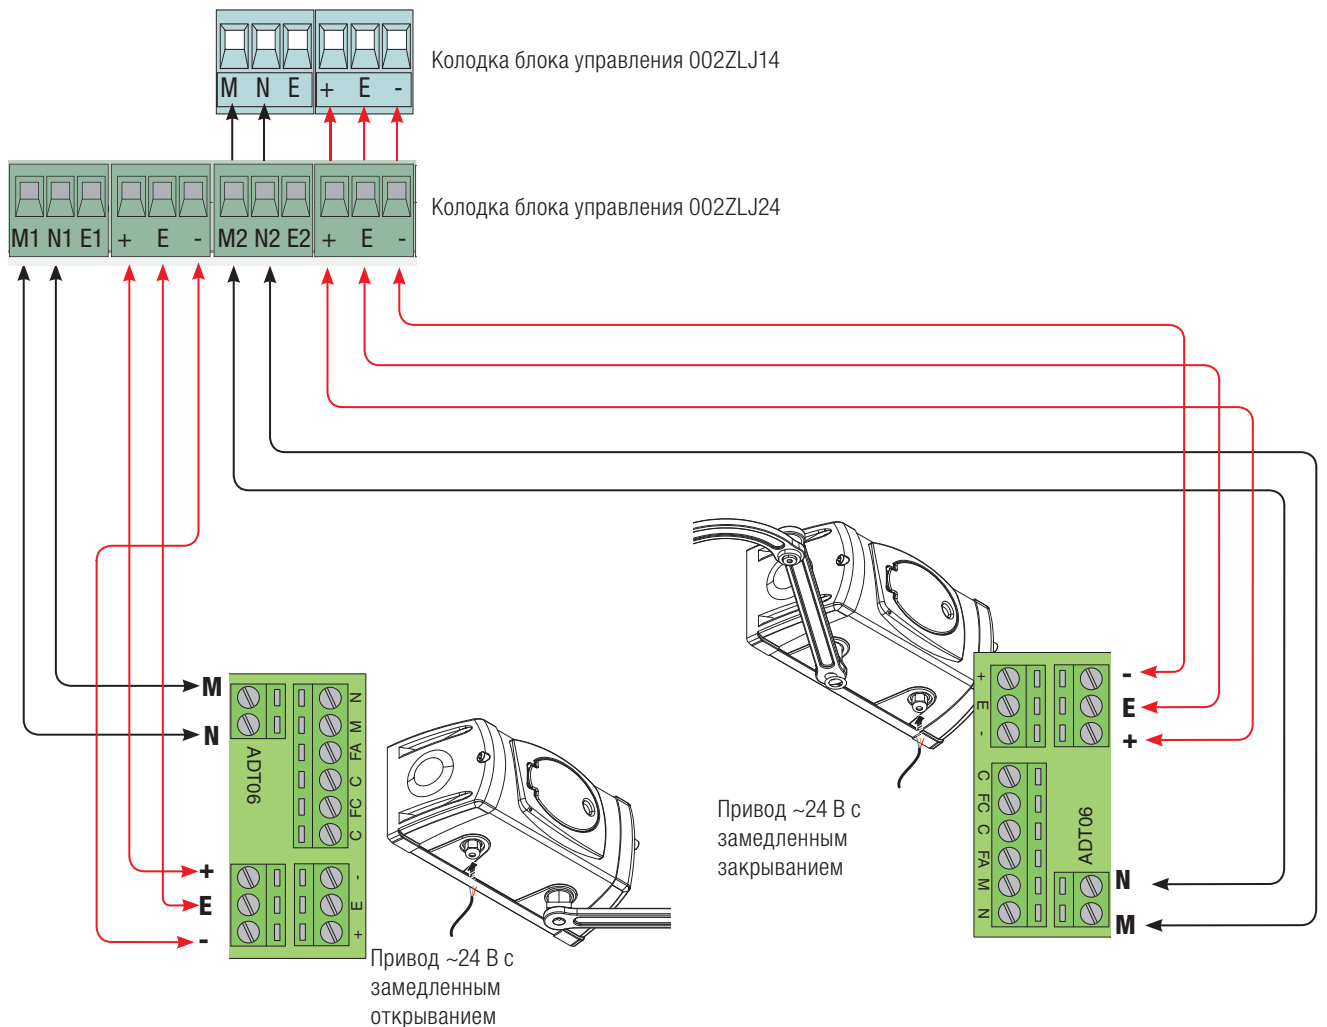 M N E + E -
Колодка блока управления 002ZLJ14
M1 N1 E1 + E - M2 N2 E2 + E -
Колодка блока управления 002ZLJ24
M
N
ADT06
N
M
FA
C
FC
C
+
E
-
-
E
+
Привод ~24 В с
замедленным
открыванием
Привод ~24 В с
замедленным
закрыванием
+
E
-
-
E
+
C
FC
C
FA
M
N
ADT06
N
M